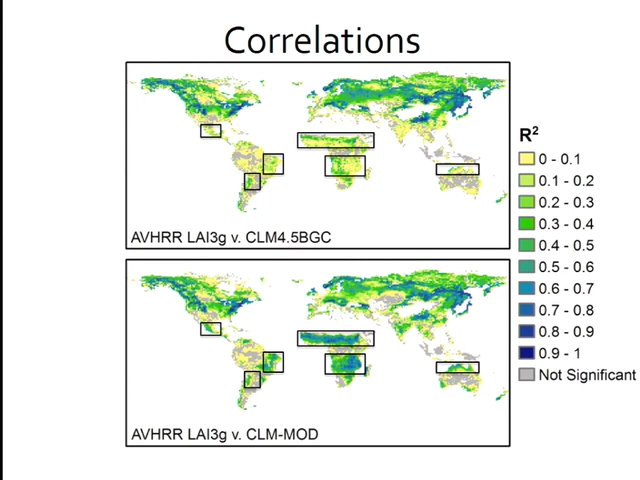 Correlations
AVHRR LAI3g v. CLM4.5BGC
AVHRR LAI3g v. CLM-MOD
R²
0 - 0.1
0.1 - 0.2
0.2 - 0.3
0.3 - 0.4
0.4 - 0.5
0.5 - 0.6
0.6 - 0.7
0.7 - 0.8
0.8 - 0.9
0.9 - 1
Not Significant